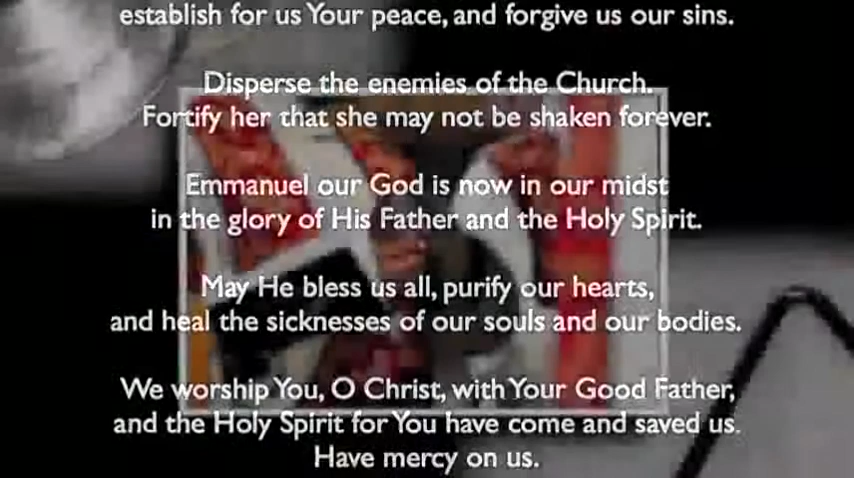 establish for us Your peace, and forgive us our sins.
Disperse the enemies of the Church.
Fortify her that she may not be shaken forever.
Emmanuel our God is now in our midst
in the glory of His Father and the Holy Spirit.
May He bless us all, purify our hearts,
and heal the sicknesses of our souls and our bodies.
We worship You, O Christ, with Your Good Father,
and the Holy Spirit for You have come and saved us.
Have mercy on us.